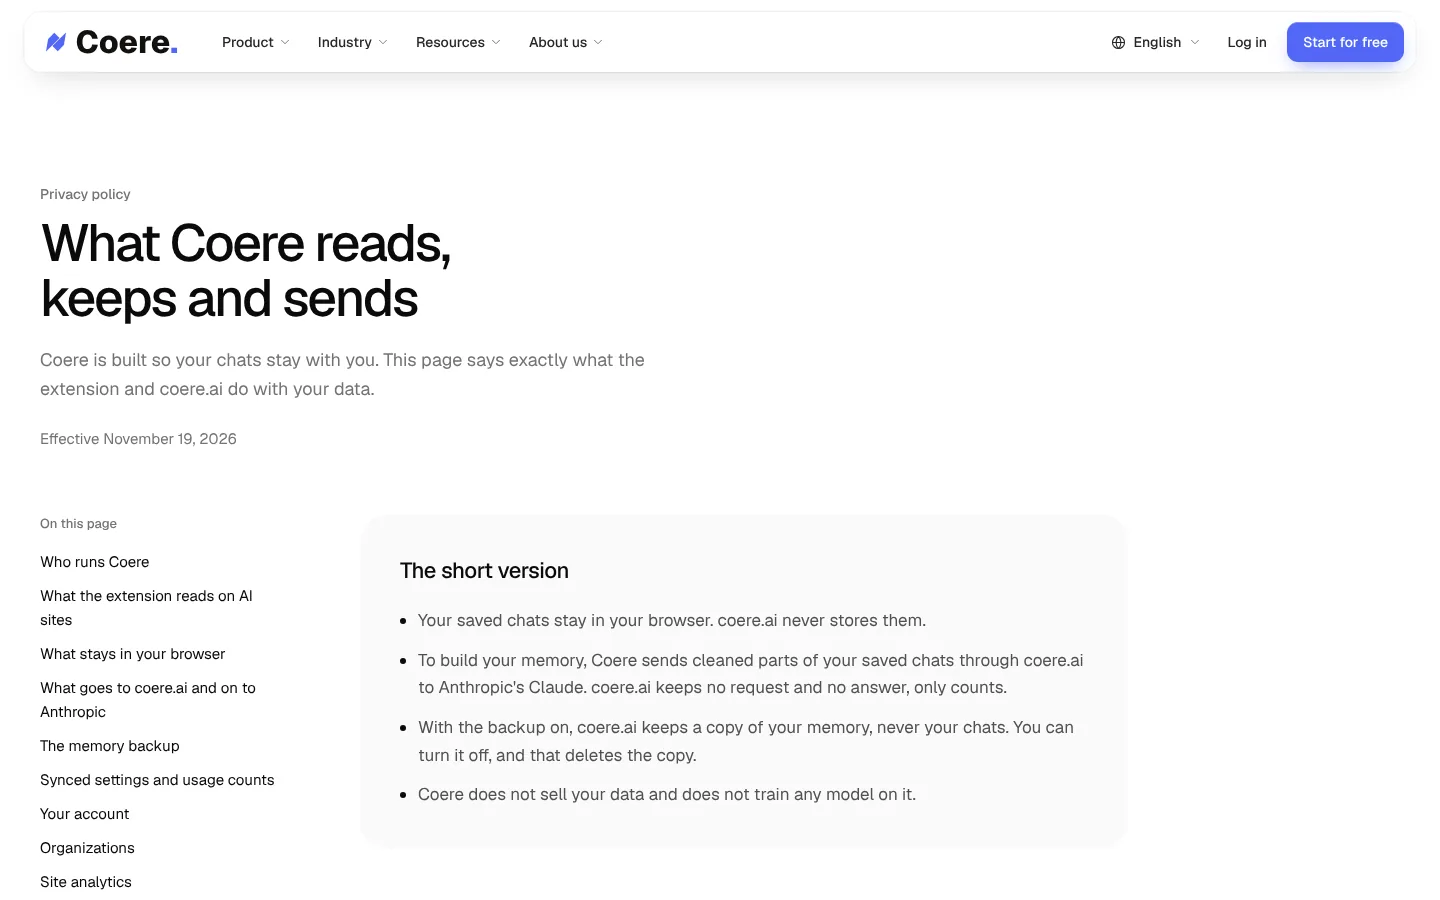 Coere.
Product
Industry
Resources
About us
English
Log in
Start for free
Privacy policy
What Coere reads,
keeps and sends
Coere is built so your chats stay with you. This page says exactly what the
extension and coere.ai do with your data.
Effective November 19, 2026
On this page
Who runs Coere
What the extension reads on AI
sites
What stays in your browser
What goes to coere.ai and on to
Anthropic
The memory backup
Synced settings and usage counts
Your account
Organizations
Site analytics
The short version
Your saved chats stay in your browser. coere.ai never stores them.
To build your memory, Coere sends cleaned parts of your saved chats through coere.ai
to Anthropic's Claude. coere.ai keeps no request and no answer, only counts.
With the backup on, coere.ai keeps a copy of your memory, never your chats. You can
turn it off, and that deletes the copy.
Coere does not sell your data and does not train any model on it.